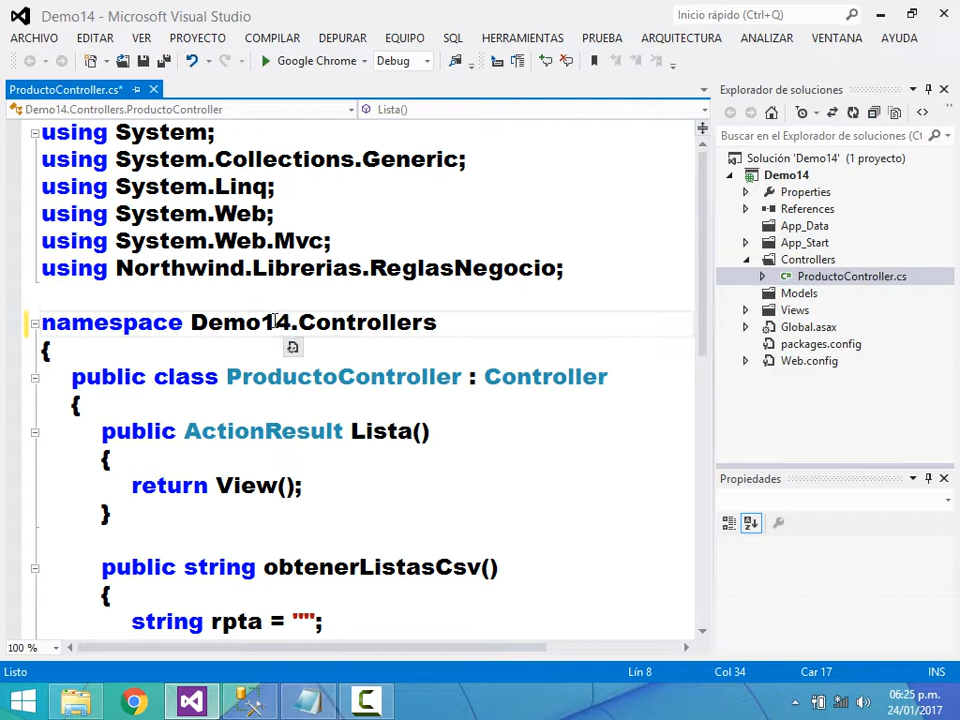 Demo14 - Microsoft Visual Studio
Inicio rápido (Ctrl+Q)
ARCHIVO EDITAR VER PROYECTO COMPILAR DEPURAR EQUIPO SQL HERRAMIENTAS PRUEBA ARQUITECTURA ANALIZAR VENTANA AYUDA
Google Chrome Debug
ProductoController.cs*
Demo14.Controllers.ProductoController Lista()
using System;
using System.Collections.Generic;
using System.Linq;
using System.Web;
using System.Web.Mvc;
using Northwind.Librerias.ReglasNegocio;
namespace Demo14.Controllers
{
public class ProductoController : Controller
{
public ActionResult Lista()
{
return View();
}
public string obtenerListasCsv()
{
string rpta = "";
100 %
Explorador de soluciones
Buscar en el Explorador de soluciones (Ct
Solución 'Demo14' (1 proyecto)
Demo14
Properties
References
App_Data
App_Start
Controllers
C# ProductoController.cs
Models
Views
Global.asax
packages.config
Web.config
Propiedades
Listo Lín 8 Col 34 Car 17 INS
06:25 p.m.
24/01/2017